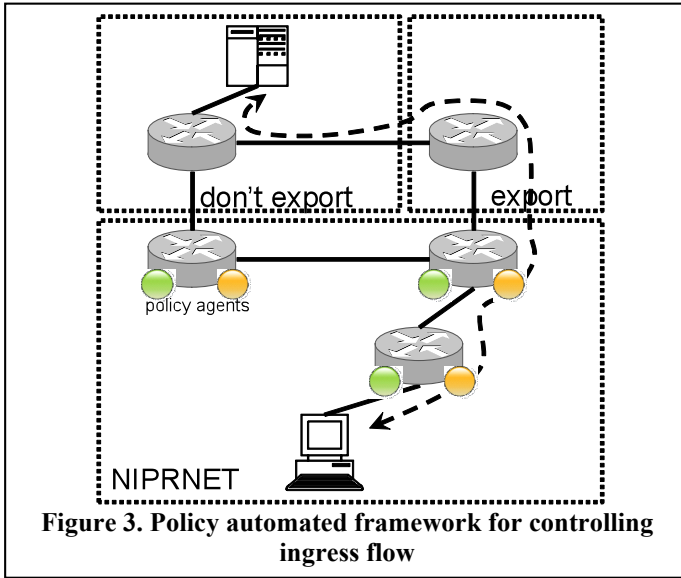 don't export
export
policy agents
NIPRNET
Figure 3. Policy automated framework for controlling
ingress flow